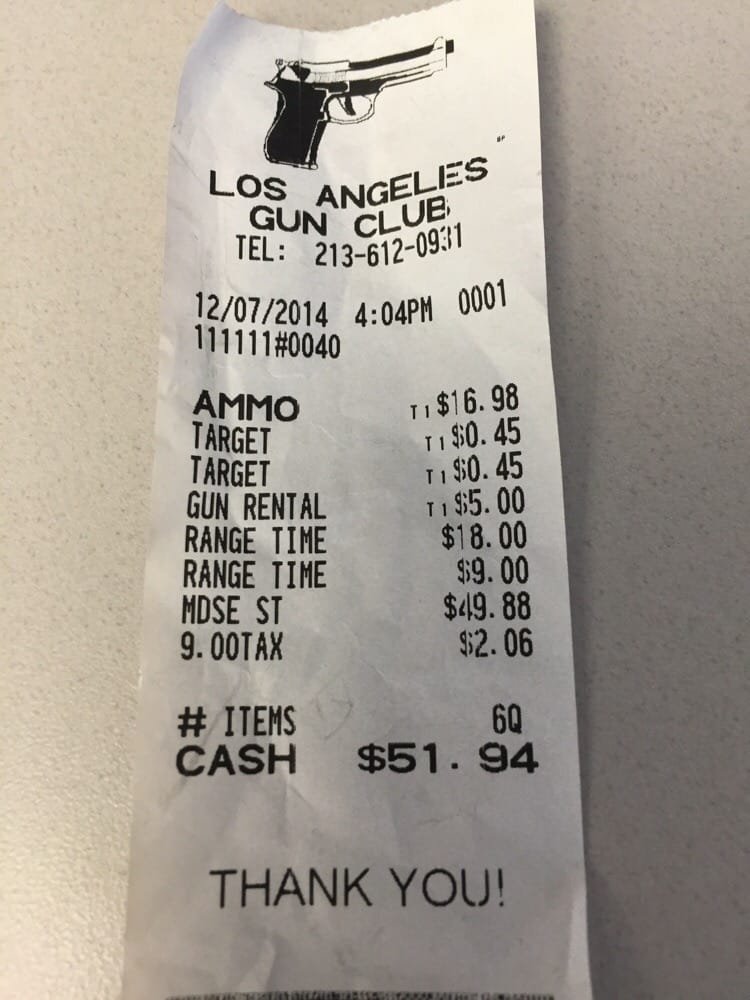 LOS ANGELES
GUN CLUB
TEL: 213-612-0931
12/07/2014 4:04PM 0001
111111#0040
AMMO T1 $16.98
TARGET T1 $0.45
TARGET T1 $0.45
GUN RENTAL T1 $5.00
RANGE TIME $18.00
RANGE TIME $9.00
MDSE ST $49.88
9.00TAX $2.06
# ITEMS 6Q
CASH $51.94
THANK YOU!